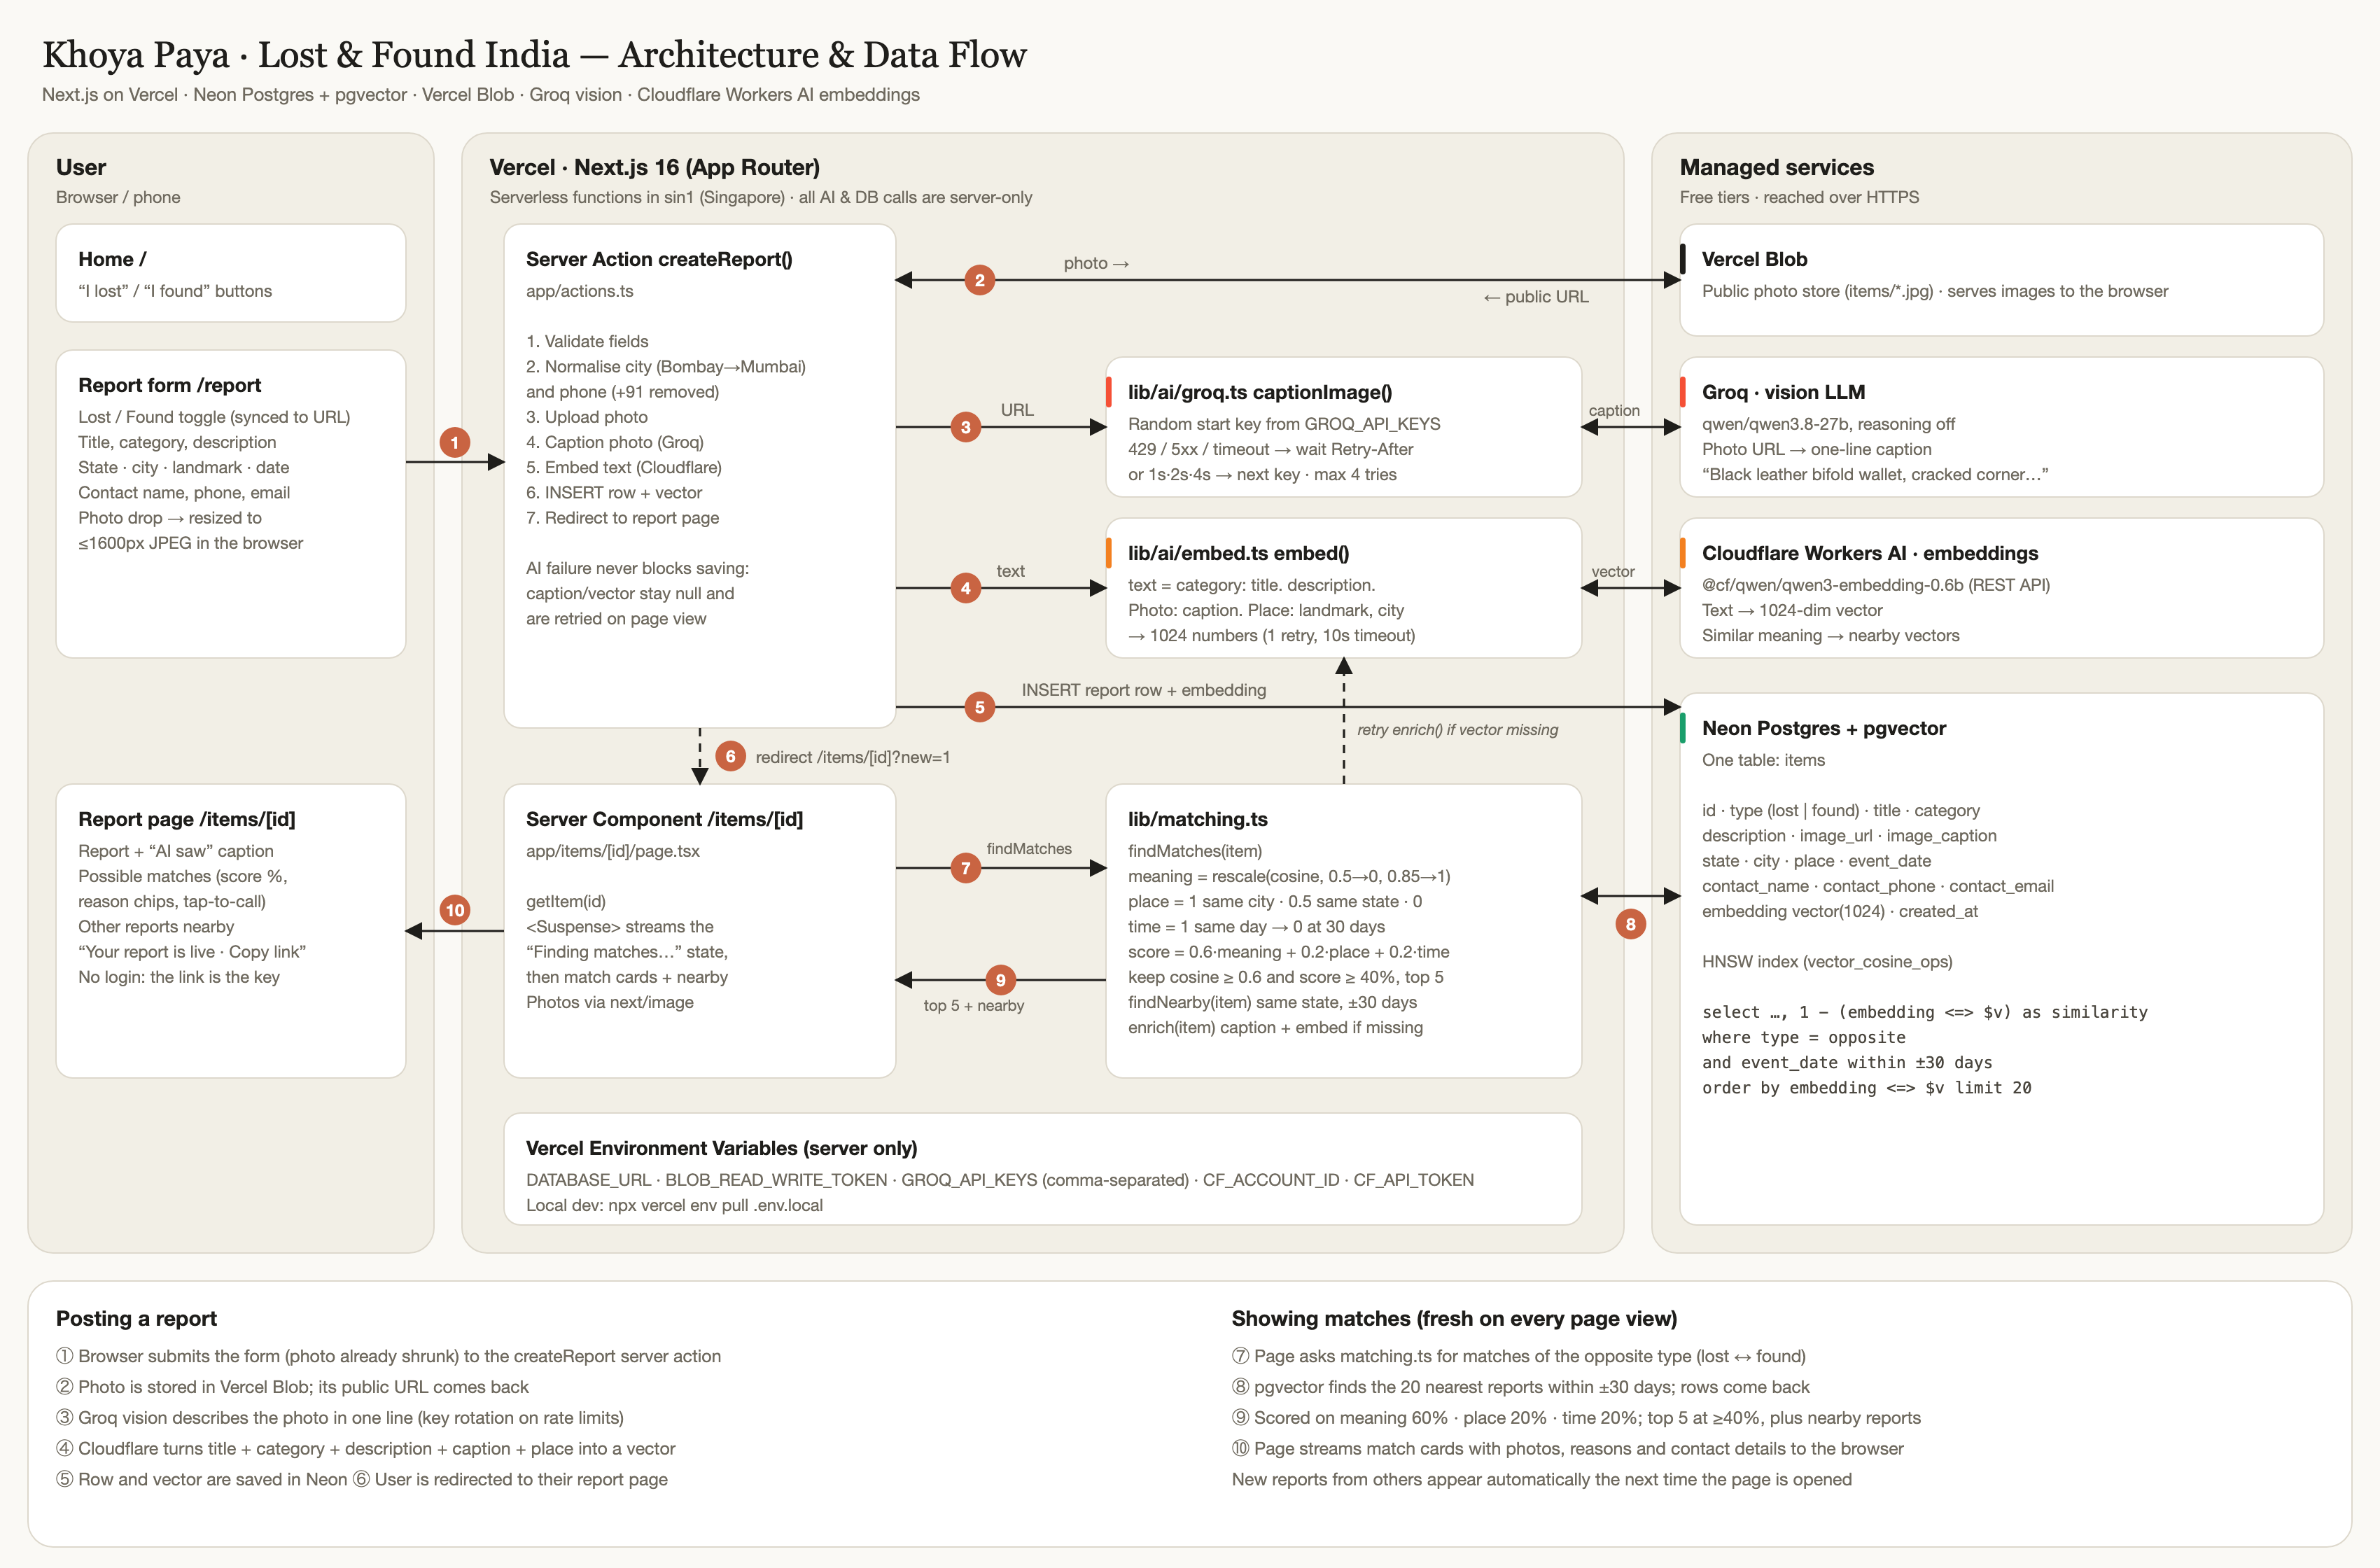 Khoya Paya · Lost & Found India — Architecture & Data Flow
Next.js on Vercel · Neon Postgres + pgvector · Vercel Blob · Groq vision · Cloudflare Workers AI embeddings
User
Browser / phone
Home /
“I lost” / “I found” buttons
Report form /report
Lost / Found toggle (synced to URL)
Title, category, description
State · city · landmark · date
Contact name, phone, email
Photo drop → resized to
≤1600px JPEG in the browser
1
Report page /items/[id]
Report + “AI saw” caption
Possible matches (score %,
reason chips, tap-to-call)
Other reports nearby
“Your report is live · Copy link”
No login: the link is the key
10
Vercel · Next.js 16 (App Router)
Serverless functions in sin1 (Singapore) · all AI & DB calls are server-only
Server Action createReport()
app/actions.ts
1. Validate fields
2. Normalise city (Bombay→Mumbai)
and phone (+91 removed)
3. Upload photo
4. Caption photo (Groq)
5. Embed text (Cloudflare)
6. INSERT row + vector
7. Redirect to report page
AI failure never blocks saving:
caption/vector stay null and
are retried on page view
2
photo →
← public URL
3
URL
lib/ai/groq.ts captionImage()
Random start key from GROQ_API_KEYS
429 / 5xx / timeout → wait Retry-After
or 1s·2s·4s → next key · max 4 tries
caption
4
text
lib/ai/embed.ts embed()
text = category: title. description.
Photo: caption. Place: landmark, city
→ 1024 numbers (1 retry, 10s timeout)
vector
5
INSERT report row + embedding
retry enrich() if vector missing
6
redirect /items/[id]?new=1
Server Component /items/[id]
app/items/[id]/page.tsx
getItem(id)
<Suspense> streams the
“Finding matches…” state,
then match cards + nearby
Photos via next/image
7
findMatches
9
top 5 + nearby
lib/matching.ts
findMatches(item)
meaning = rescale(cosine, 0.5→0, 0.85→1)
place = 1 same city · 0.5 same state · 0
time = 1 same day → 0 at 30 days
score = 0.6·meaning + 0.2·place + 0.2·time
keep cosine ≥ 0.6 and score ≥ 40%, top 5
findNearby(item) same state, ±30 days
enrich(item) caption + embed if missing
8
Vercel Environment Variables (server only)
DATABASE_URL · BLOB_READ_WRITE_TOKEN · GROQ_API_KEYS (comma-separated) · CF_ACCOUNT_ID · CF_API_TOKEN
Local dev: npx vercel env pull .env.local
Managed services
Free tiers · reached over HTTPS
Vercel Blob
Public photo store (items/*.jpg) · serves images to the browser
Groq · vision LLM
qwen/qwen3.8-27b, reasoning off
Photo URL → one-line caption
“Black leather bifold wallet, cracked corner…”
Cloudflare Workers AI · embeddings
@cf/qwen/qwen3-embedding-0.6b (REST API)
Text → 1024-dim vector
Similar meaning → nearby vectors
Neon Postgres + pgvector
One table: items
id · type (lost | found) · title · category
description · image_url · image_caption
state · city · place · event_date
contact_name · contact_phone · contact_email
embedding vector(1024) · created_at
HNSW index (vector_cosine_ops)
select …, 1 − (embedding <=> $v) as similarity
where type = opposite
and event_date within ±30 days
order by embedding <=> $v limit 20
Posting a report
① Browser submits the form (photo already shrunk) to the createReport server action
② Photo is stored in Vercel Blob; its public URL comes back
③ Groq vision describes the photo in one line (key rotation on rate limits)
④ Cloudflare turns title + category + description + caption + place into a vector
⑤ Row and vector are saved in Neon ⑥ User is redirected to their report page
Showing matches (fresh on every page view)
⑦ Page asks matching.ts for matches of the opposite type (lost ↔ found)
⑧ pgvector finds the 20 nearest reports within ±30 days; rows come back
⑨ Scored on meaning 60% · place 20% · time 20%; top 5 at ≥40%, plus nearby reports
⑩ Page streams match cards with photos, reasons and contact details to the browser
New reports from others appear automatically the next time the page is opened